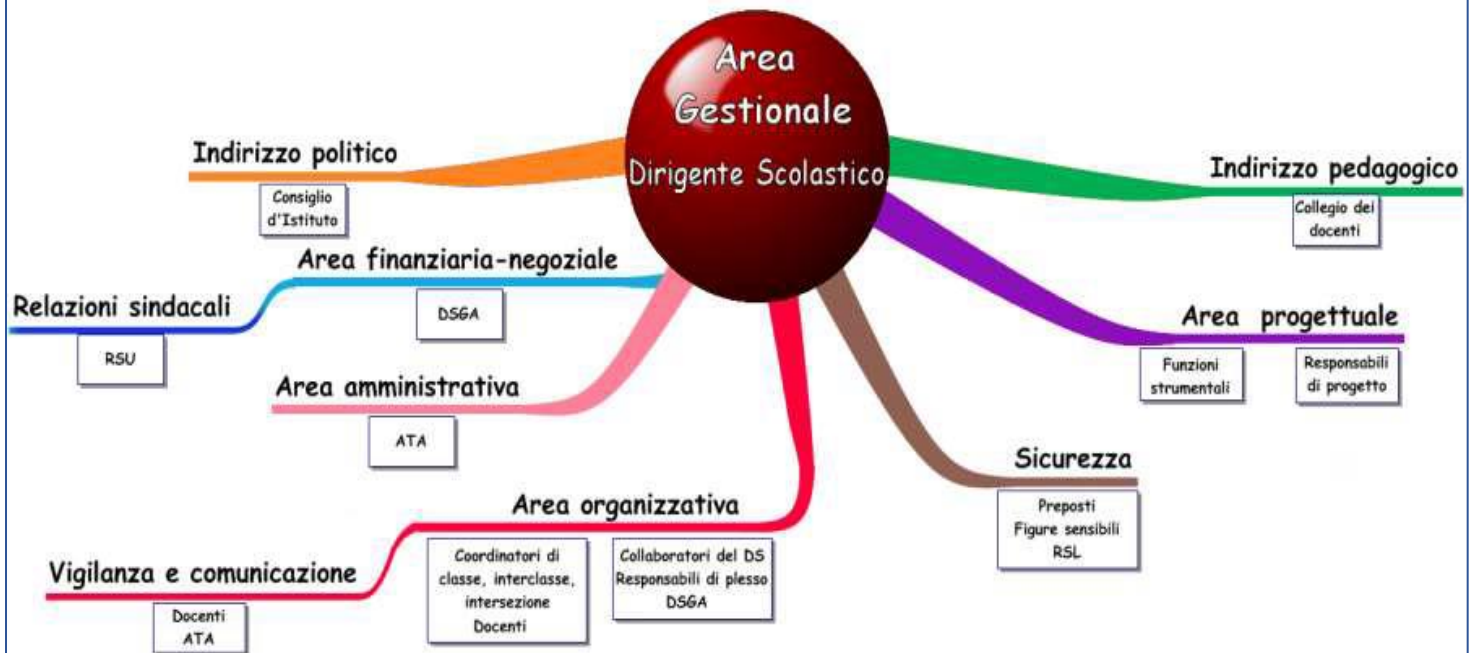 Area
Gestionale
Dirigente Scolastico
Indirizzo politico
Consiglio
d'Istituto
Area finanziaria-negoziale
DSGA
Relazioni sindacali
RSU
Area amministrativa
ATA
Area organizzativa
Coordinatori di
classe, interclasse,
intersezione
Docenti
Collaboratori del DS
Responsabili di plesso
DSGA
Vigilanza e comunicazione
Docenti
ATA
Indirizzo pedagogico
Collegio dei
docenti
Area progettuale
Funzioni
strumentali
Responsabili
di progetto
Sicurezza
Preposti
Figure sensibili
RSL